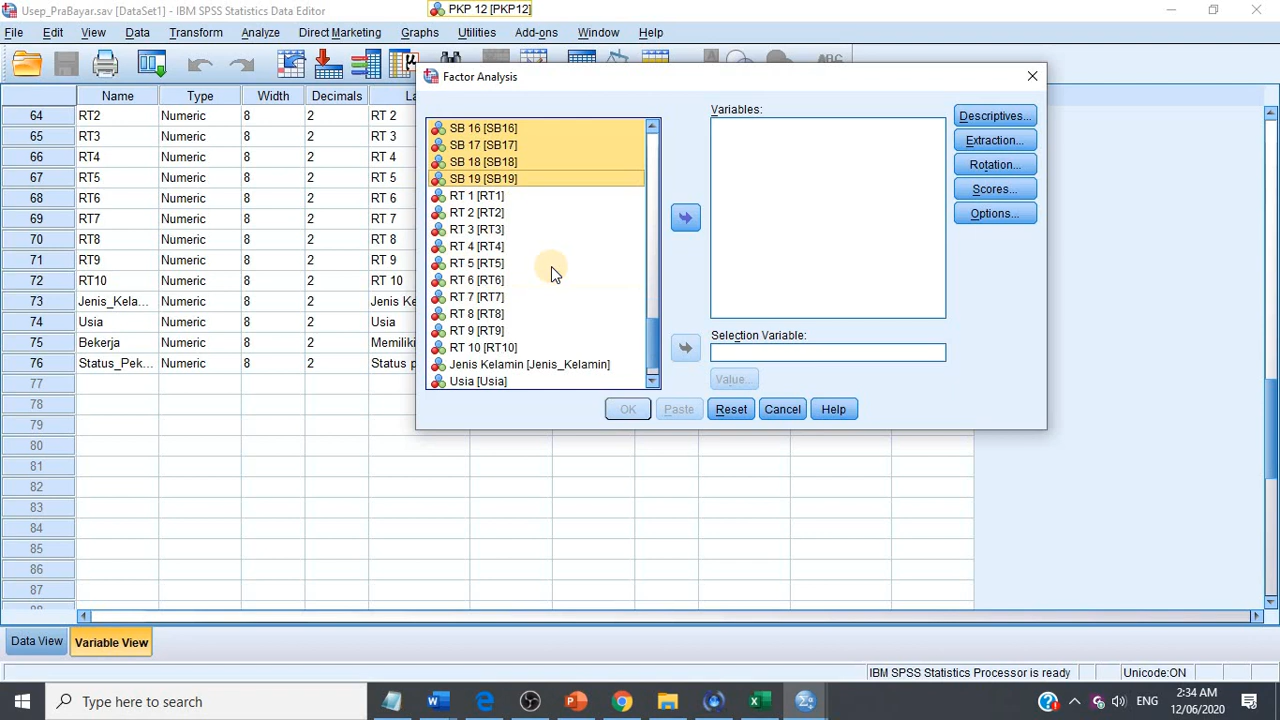 Usep_PraBayar.sav [DataSet1] - IBM SPSS Statistics Data Editor
PKP 12 [PKP12]
File Edit View Data Transform Analyze Direct Marketing Graphs Utilities Add-ons Window Help
Factor Analysis
Name Type Width Decimals La
64 RT2 Numeric 8 2 RT 2
65 RT3 Numeric 8 2 RT 3
66 RT4 Numeric 8 2 RT 4
67 RT5 Numeric 8 2 RT 5
68 RT6 Numeric 8 2 RT 6
69 RT7 Numeric 8 2 RT 7
70 RT8 Numeric 8 2 RT 8
71 RT9 Numeric 8 2 RT 9
72 RT10 Numeric 8 2 RT 10
73 Jenis_Kela... Numeric 8 2 Jenis Ke
74 Usia Numeric 8 2 Usia
75 Bekerja Numeric 8 2 Memiliki
76 Status_Pek... Numeric 8 2 Status p
77
78
79
80
81
82
83
84
85
86
87
SB 16 [SB16]
SB 17 [SB17]
SB 18 [SB18]
SB 19 [SB19]
RT 1 [RT1]
RT 2 [RT2]
RT 3 [RT3]
RT 4 [RT4]
RT 5 [RT5]
RT 6 [RT6]
RT 7 [RT7]
RT 8 [RT8]
RT 9 [RT9]
RT 10 [RT10]
Jenis Kelamin [Jenis_Kelamin]
Usia [Usia]
Variables:
Selection Variable:
Value...
Descriptives...
Extraction...
Rotation...
Scores...
Options...
OK Paste Reset Cancel Help
Data View Variable View
IBM SPSS Statistics Processor is ready Unicode:ON
Type here to search
ENG
2:34 AM
12/06/2020